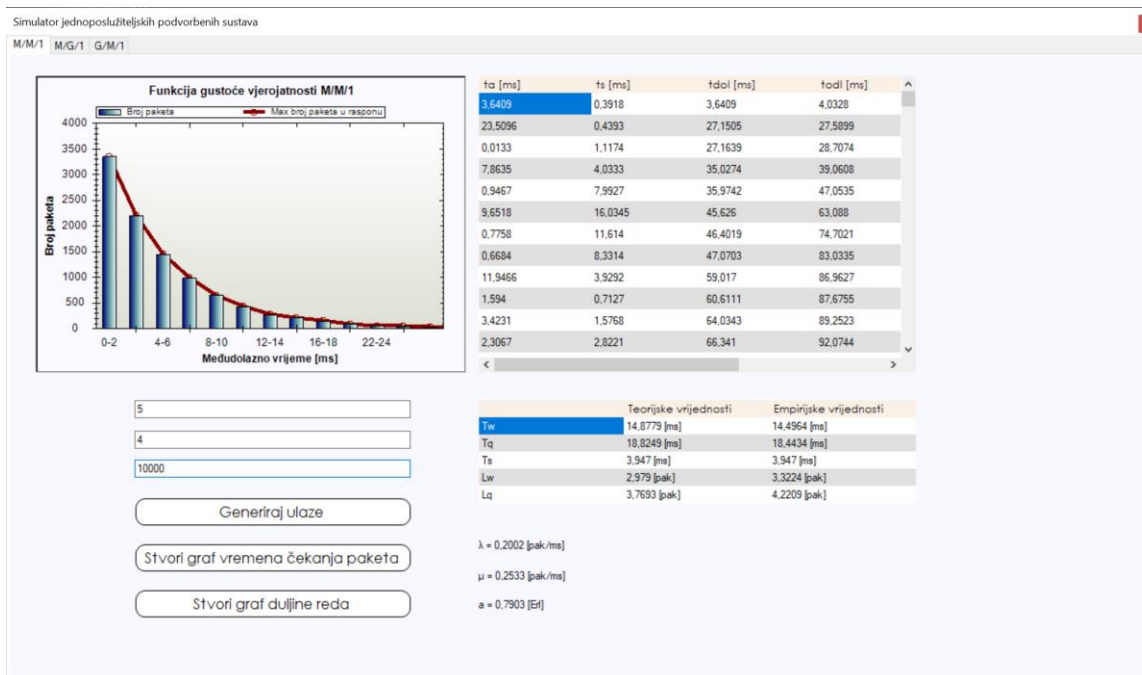 Simulator jednoposlužiteljskih podvorbenih sustava
M/M/1 M/G/1 G/M/1
Funkcija gustoće vjerojatnosti M/M/1
Broj paketa Max broj paketa u rasponu
4000
3500
3000
2500
2000
1500
1000
500
0
Broj paketa
0-2 4-6 8-10 12-14 16-18 22-24
Međudolazno vrijeme [ms]
ta [ms] ts [ms] tdol [ms] todl [ms]
3,6409 0,3918 3,6409 4,0328
23,5096 0,4393 27,1505 27,5899
0,0133 1,1174 27,1639 28,7074
7,8635 4,0333 35,0274 39,0608
0,9467 7,9927 35,9742 47,0535
9,6518 16,0345 45,626 63,088
0,7758 11,614 46,4019 74,7021
0,6684 8,3314 47,0703 83,0335
11,9466 3,9292 59,017 86,9627
1,594 0,7127 60,6111 87,6755
3,4231 1,5768 64,0343 89,2523
2,3067 2,8221 66,341 92,0744
5
4
10000
Generiraj ulaze
Stvori graf vremena čekanja paketa
Stvori graf duljine reda
Teorijske vrijednosti Empirijske vrijednosti
Tw 14,8779 [ms] 14,4964 [ms]
Tq 18,8249 [ms] 18,4434 [ms]
Ts 3,947 [ms] 3,947 [ms]
Lw 2,979 [pak] 3,3224 [pak]
Lq 3,7693 [pak] 4,2209 [pak]
λ = 0,2002 [pak/ms]
μ = 0,2533 [pak/ms]
a = 0,7903 [Erl]